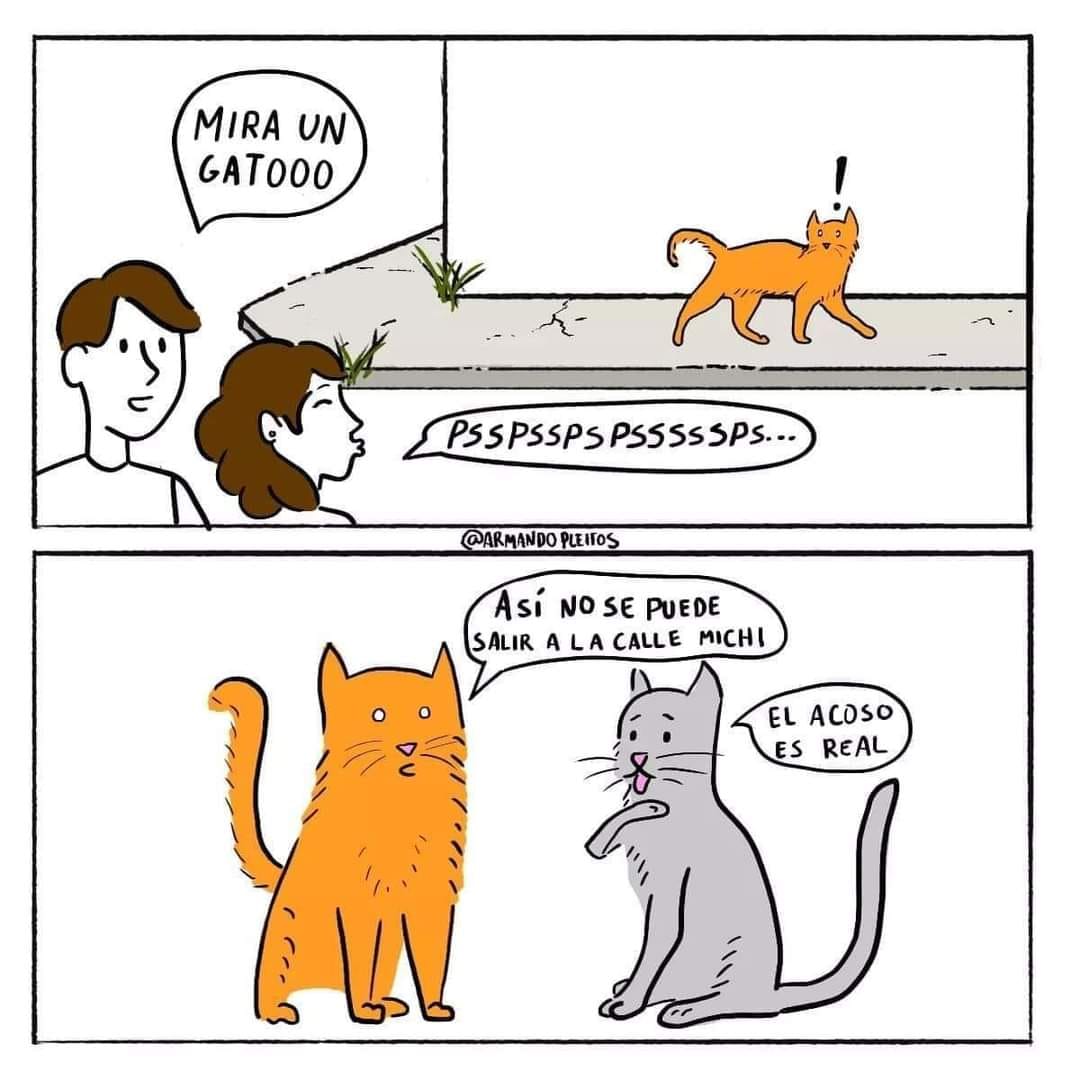 MIRA UN
GATOOO
!
PSSPSSPSPSSSSSPS...
@ARMANDO PLEITOS
ASÍ NO SE PUEDE
SALIR A LA CALLE MICHI
EL ACOSO
ES REAL